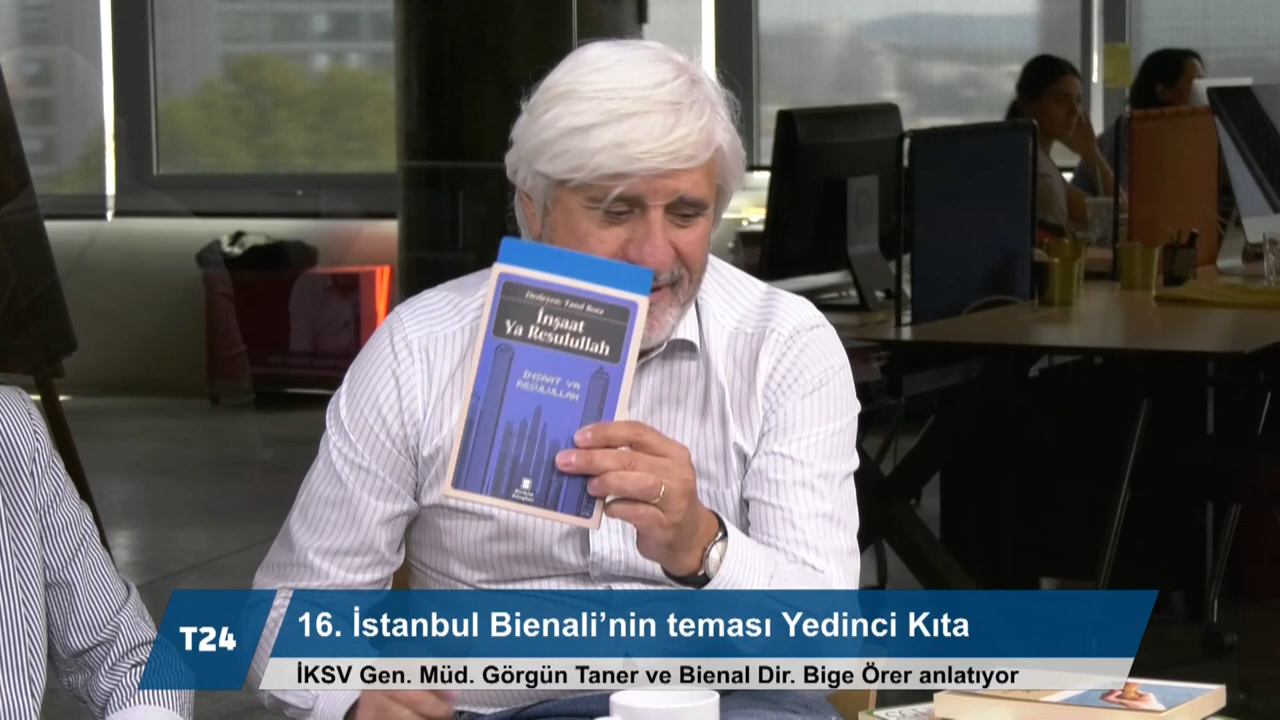 Derleyen: Tanıl Bora
İnşaat
Ya Resulullah
İNŞAAT YA
RESULULLAH
T24
16. İstanbul Bienali’nin teması Yedinci Kıta
İKSV Gen. Müd. Görgün Taner ve Bienal Dir. Bige Örer anlatıyor